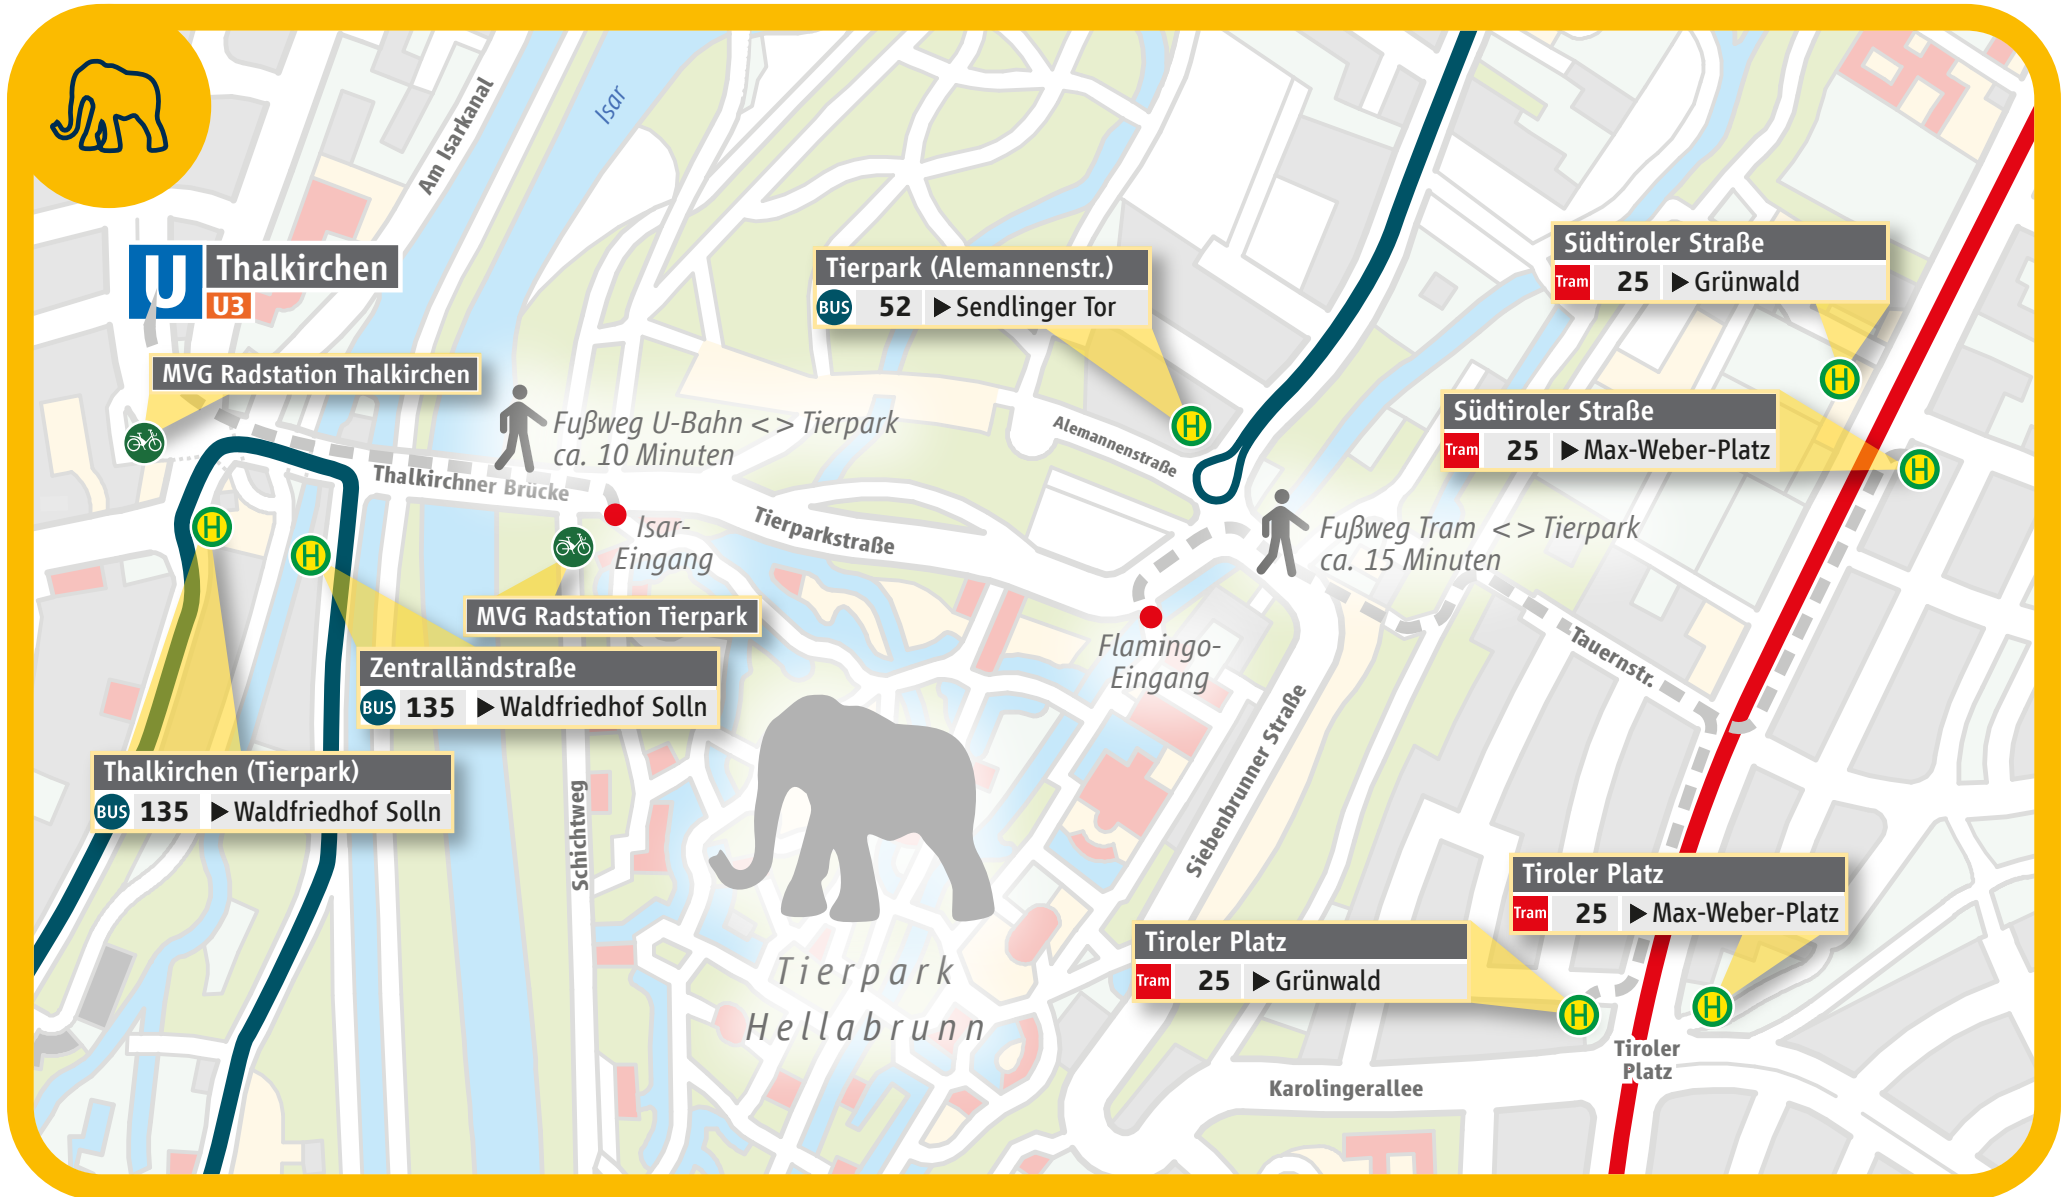 Am Isarkanal
Isar
U Thalkirchen
U3
MVG Radstation Thalkirchen
Tierpark (Alemannenstr.)
BUS 52 ▶ Sendlinger Tor
H
Südtiroler Straße
Tram 25 ▶ Grünwald
H
Südtiroler Straße
Tram 25 ▶ Max-Weber-Platz
H
Fußweg U-Bahn < > Tierpark
ca. 10 Minuten
Alemannenstraße
Thalkirchner Brücke
Tierparkstraße
Isar-
Eingang
Fußweg Tram < > Tierpark
ca. 15 Minuten
H
H
MVG Radstation Tierpark
Flamingo-
Eingang
Tauernstr.
Zentralländstraße
BUS 135 ▶ Waldfriedhof Solln
Thalkirchen (Tierpark)
BUS 135 ▶ Waldfriedhof Solln
Schichtweg
Siebenbrunner Straße
Tierpark
Hellabrunn
Tiroler Platz
Tram 25 ▶ Max-Weber-Platz
H
Tiroler Platz
Tram 25 ▶ Grünwald
H
Tiroler
Platz
Karolingerallee